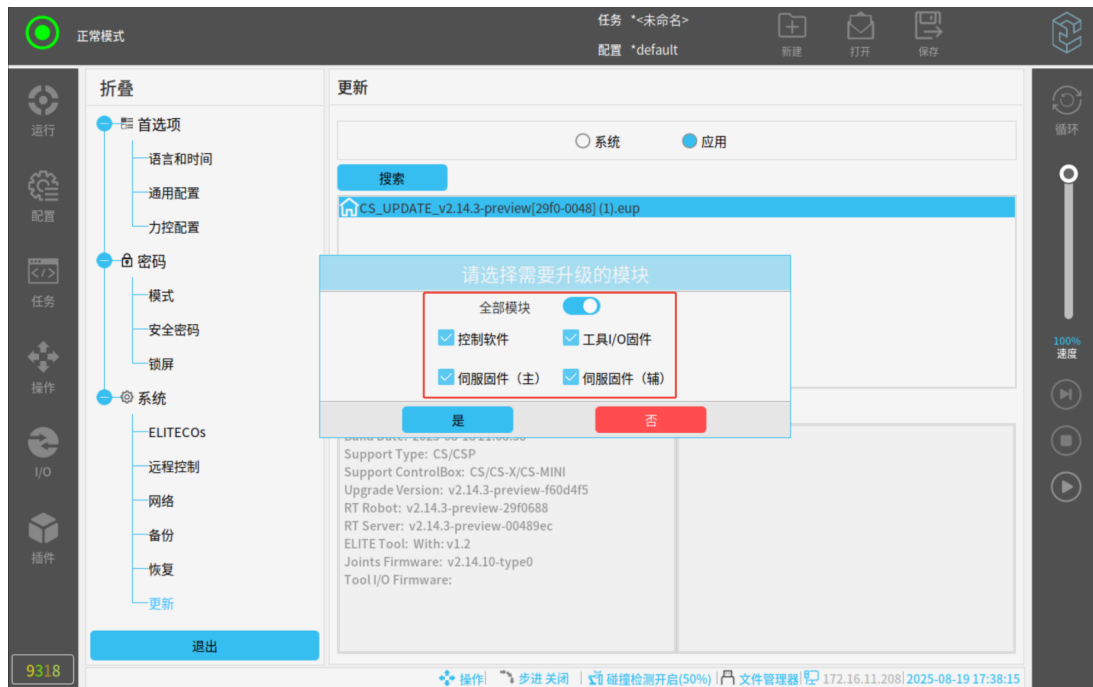 正常模式
任务 *<未命名>
配置 *default
新建
打开
保存
运行
配置
任务
操作
I/O
插件
9318
折叠
首选项
语言和时间
通用配置
力控配置
密码
模式
安全密码
锁屏
系统
ELITECOs
远程控制
网络
备份
恢复
更新
退出
更新
系统 应用
搜索
CS_UPDATE_v2.14.3-preview[29f0-0048] (1).eup
请选择需要升级的模块
全部模块
控制软件 工具I/O固件
伺服固件（主） 伺服固件（辅）
是 否
Support Type: CS/CSP
Support ControlBox: CS/CS-X/CS-MINI
Upgrade Version: v2.14.3-preview-f60d4f5
RT Robot: v2.14.3-preview-29f0688
RT Server: v2.14.3-preview-00489ec
ELITE Tool: With: v1.2
Joints Firmware: v2.14.10-type0
Tool I/O Firmware:
循环
100%
速度
操作 步进 关闭 碰撞检测开启(50%) 文件管理器 172.16.11.208 2025-08-19 17:38:15